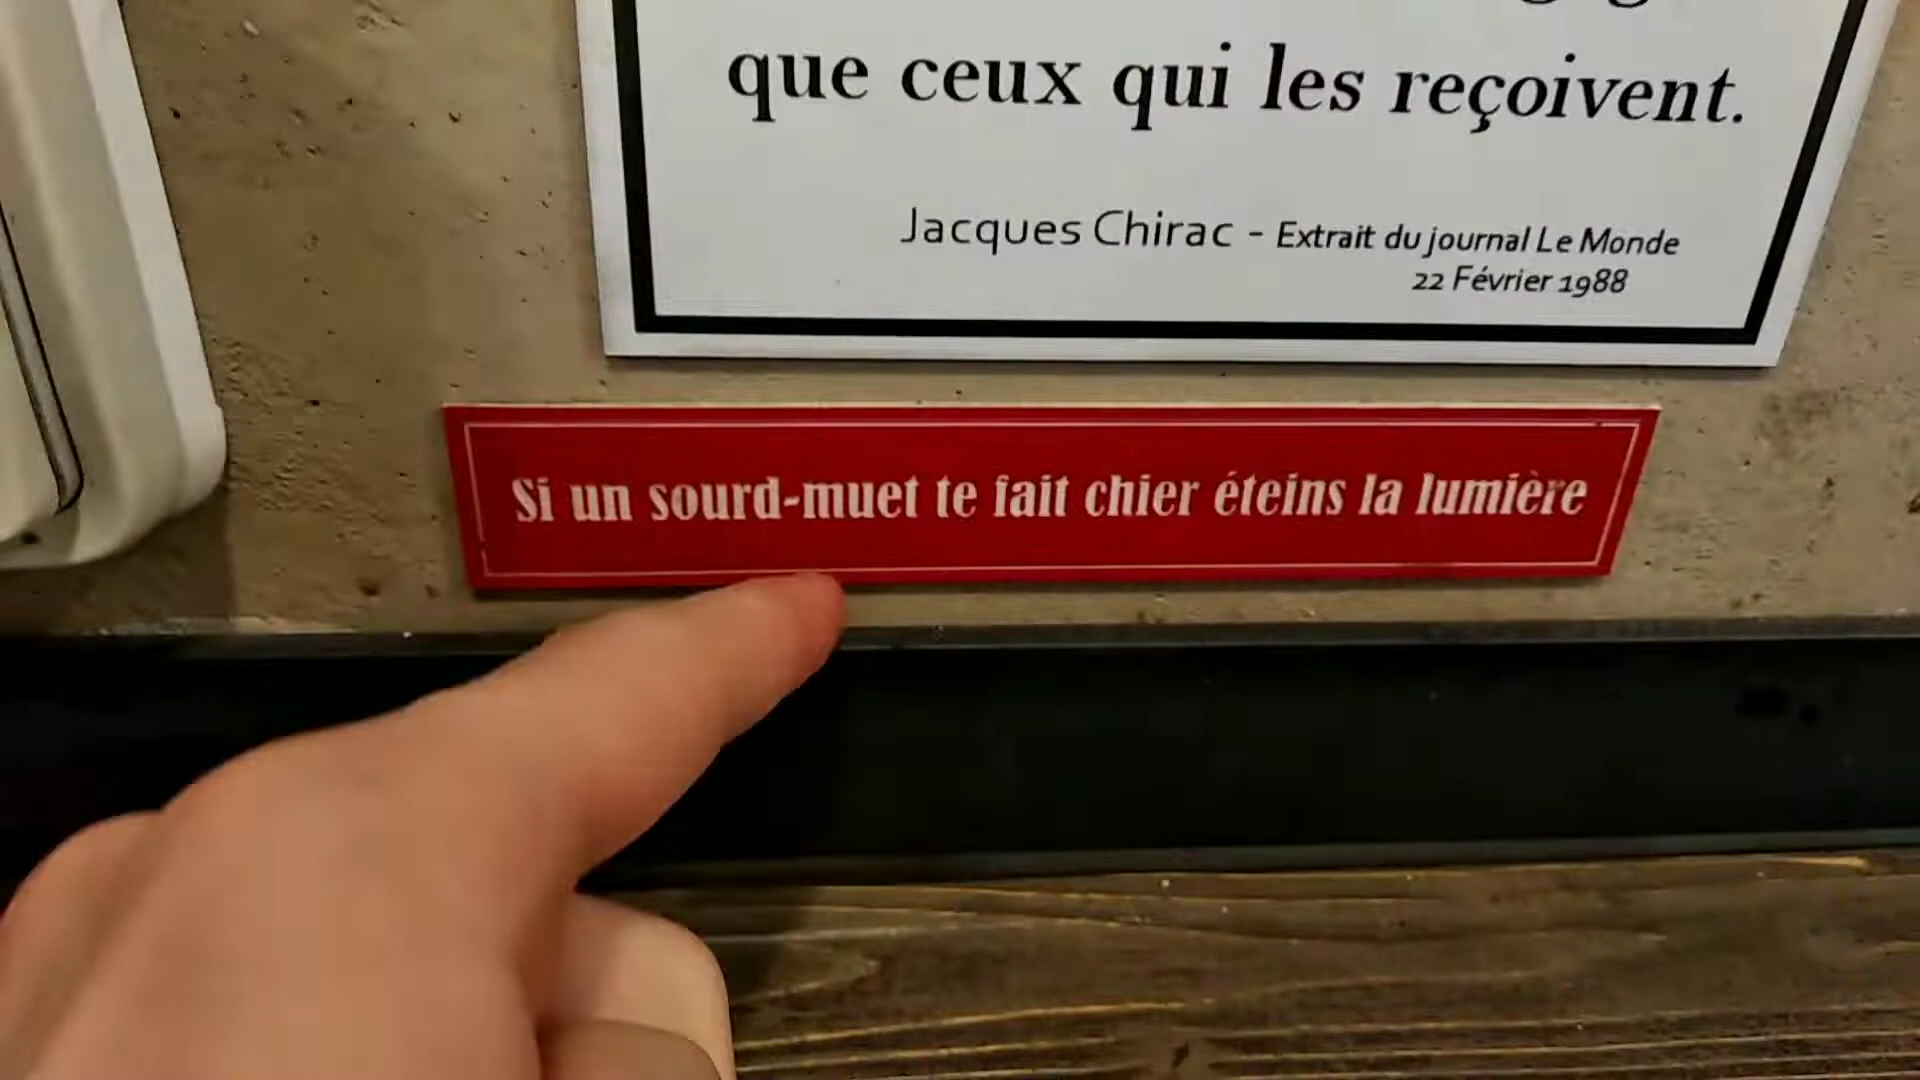 que ceux qui les reçoivent.
Jacques Chirac - Extrait du journal Le Monde
22 Février 1988
Si un sourd-muet te fait chier éteins la lumière